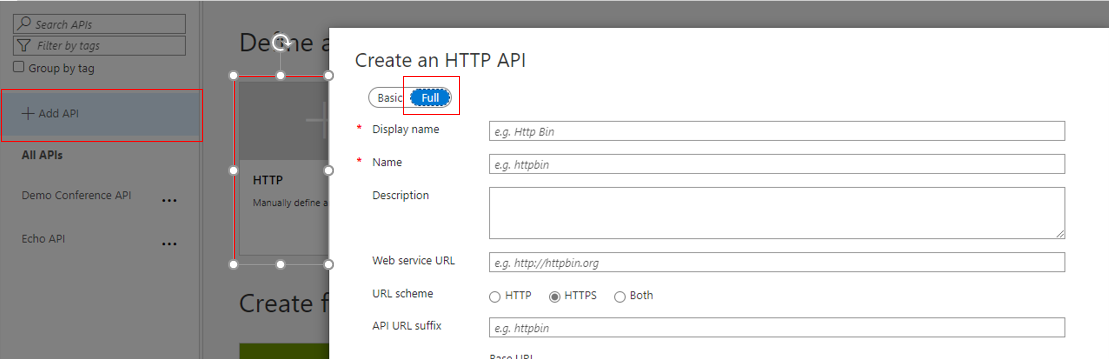 Search APIs
Filter by tags
Group by tag
+ Add API
All APIs
Demo Conference API
Echo API
Define a
HTTP
Manually define a
Create f
Create an HTTP API
Basic Full
* Display name e.g. Http Bin
* Name e.g. httpbin
Description
Web service URL e.g. http://httpbin.org
URL scheme HTTP HTTPS Both
API URL suffix e.g. httpbin
Base URL